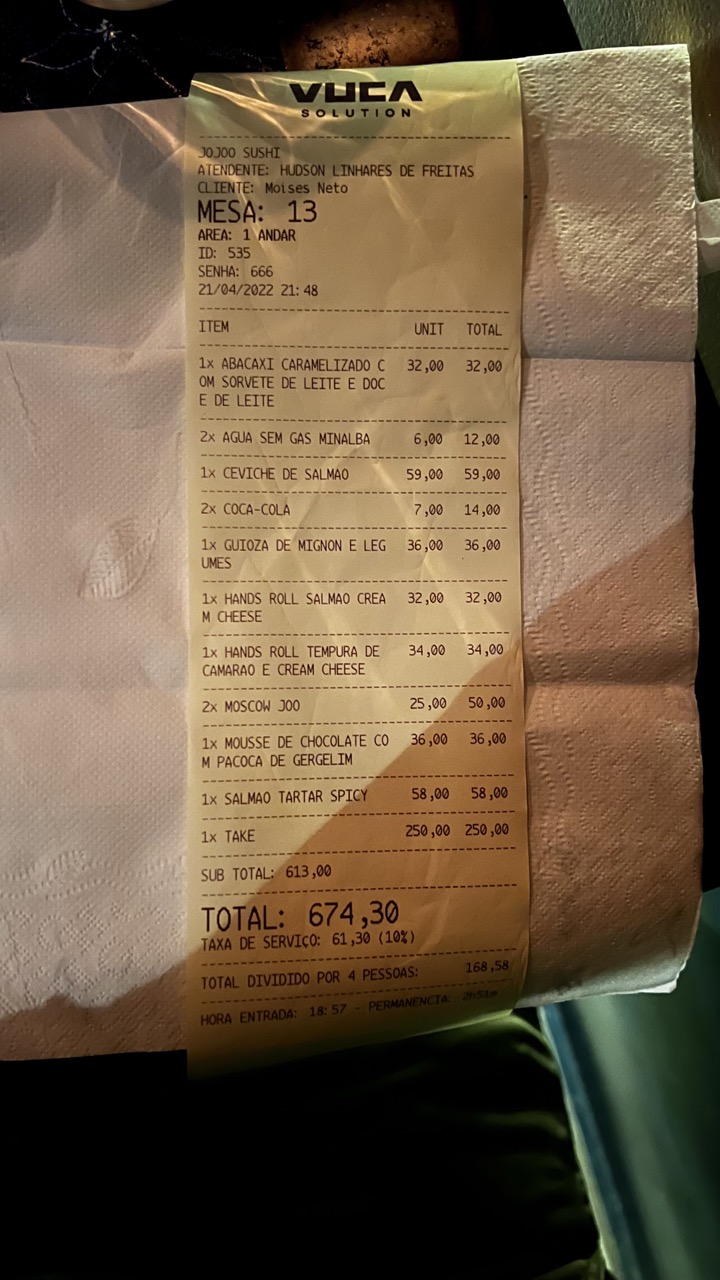 VUCA
SOLUTION
JOJOO SUSHI
ATENDENTE: HUDSON LINHARES DE FREITAS
CLIENTE: Moises Neto
MESA: 13
AREA: 1 ANDAR
ID: 535
SENHA: 666
21/04/2022 21:48
ITEM UNIT TOTAL
1x ABACAXI CARAMELIZADO C 32,00 32,00
OM SORVETE DE LEITE E DOC
E DE LEITE
2x AGUA SEM GAS MINALBA 6,00 12,00
1x CEVICHE DE SALMAO 59,00 59,00
2x COCA-COLA 7,00 14,00
1x GUIOZA DE MIGNON E LEG 36,00 36,00
UMES
1x HANDS ROLL SALMAO CREA 32,00 32,00
M CHEESE
1x HANDS ROLL TEMPURA DE 34,00 34,00
CAMARAO E CREAM CHEESE
2x MOSCOW JOO 25,00 50,00
1x MOUSSE DE CHOCOLATE CO 36,00 36,00
M PACOCA DE GERGELIM
1x SALMAO TARTAR SPICY 58,00 58,00
1x TAKE 250,00 250,00
SUB TOTAL: 613,00
TOTAL: 674,30
TAXA DE SERVIÇO: 61,30 (10%)
TOTAL DIVIDIDO POR 4 PESSOAS: 168,58
HORA ENTRADA: 18:57 - PERMANENCIA: 2h51m